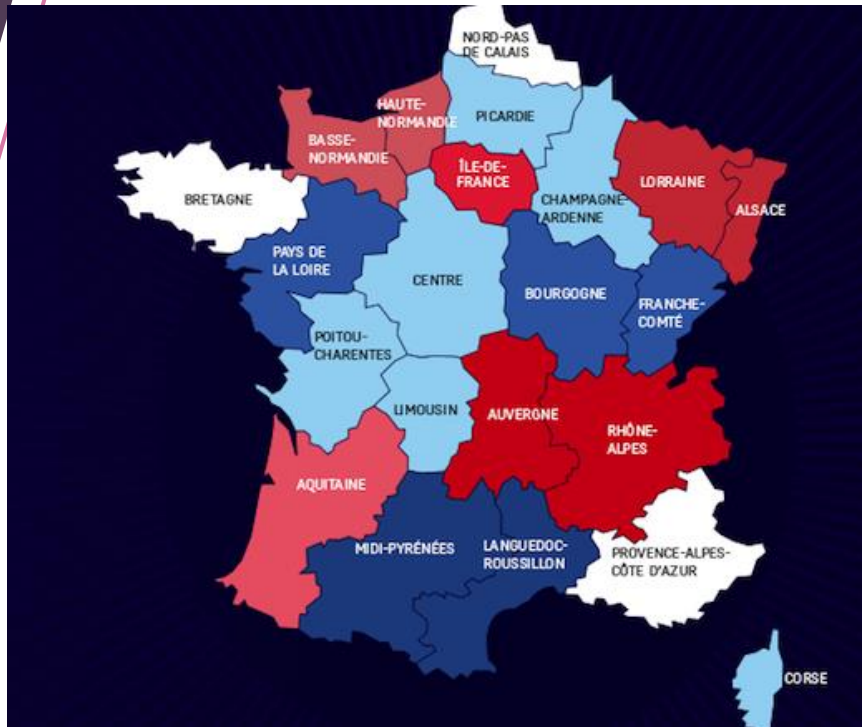 NORD-PAS
DE CALAIS
HAUTE-
NORMANDIE
PICARDIE
BASSE-
NORMANDIE
ÎLE-DE-
FRANCE
LORRAINE
CHAMPAGNE-
ARDENNE
ALSACE
BRETAGNE
PAYS DE
LA LOIRE
CENTRE
BOURGOGNE
FRANCHE-
COMTÉ
POITOU-
CHARENTES
LIMOUSIN
AUVERGNE
RHÔNE-
ALPES
AQUITAINE
MIDI-PYRÉNÉES
LANGUEDOC-
ROUSSILLON
PROVENCE-ALPES-
CÔTE D'AZUR
CORSE